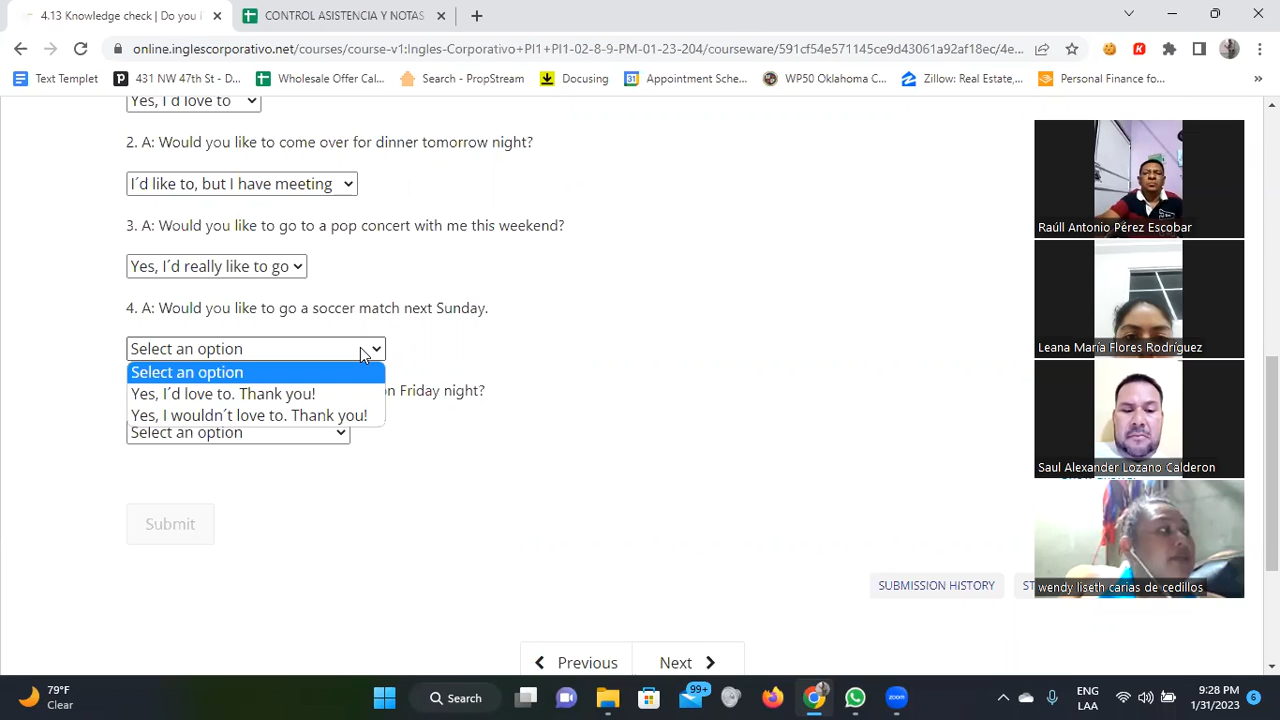 4.13 Knowledge check | Do you l
CONTROL ASISTENCIA Y NOTAS
online.inglescorporativo.net/courses/course-v1:Ingles-Corporativo+PI1+PI1-02-8-9-PM-01-23-204/courseware/591cf54e571145ce9d43061a92af18ec/4e...
Text Templet
431 NW 47th St - D...
Wholesale Offer Cal...
Search - PropStream
Docusing
Appointment Sche...
WP50 Oklahoma C...
Zillow: Real Estate,...
Personal Finance fo...
»
Yes, I´d love to
2. A: Would you like to come over for dinner tomorrow night?
I´d like to, but I have meeting
3. A: Would you like to go to a pop concert with me this weekend?
Yes, I´d really like to go
4. A: Would you like to go a soccer match next Sunday.
Select an option
Select an option
Yes, I´d love to. Thank you!
on Friday night?
Yes, I wouldn´t love to. Thank you!
Select an option
Submit
SUBMISSION HISTORY
ST
Previous
Next
Raúll Antonio Pérez Escobar
Leana María Flores Rodríguez
Saul Alexander Lozano Calderon
wendy liseth carias de cedillos
79°F
Clear
Search
99+
zoom
ENG
LAA
9:28 PM
1/31/2023
6